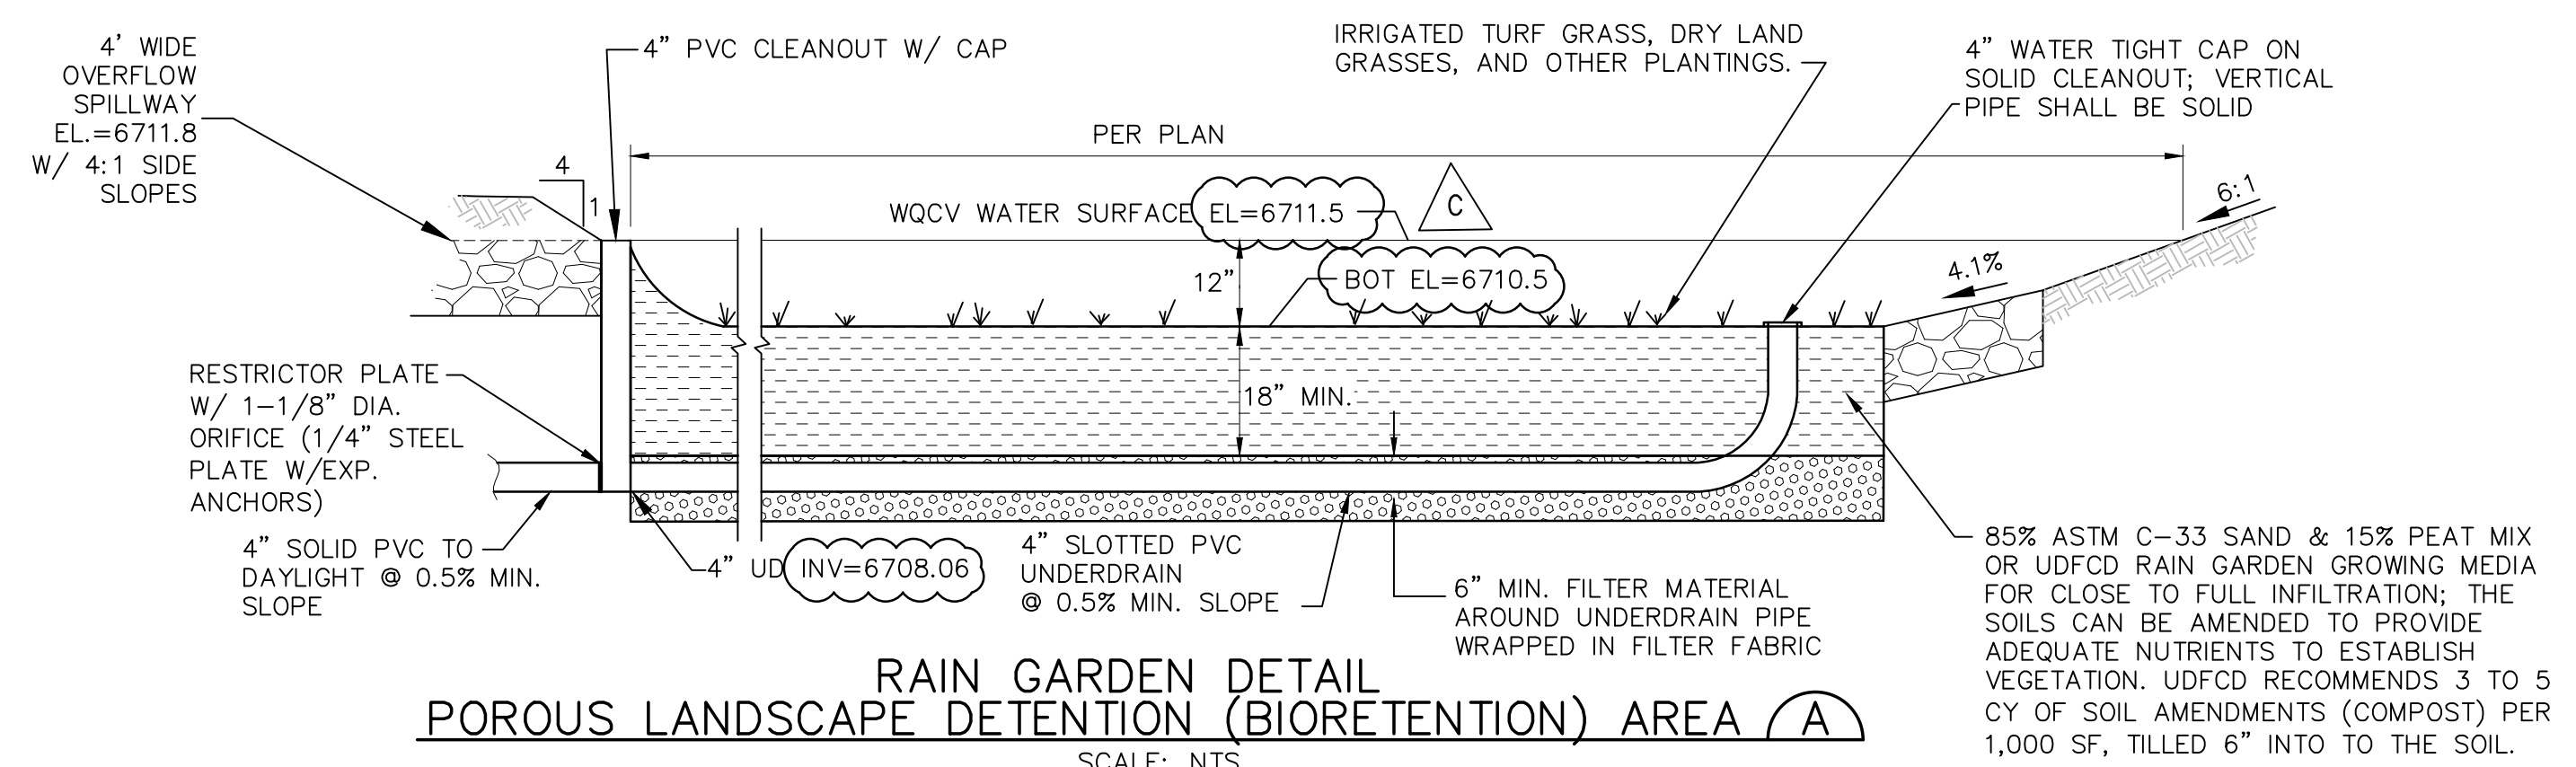 4' WIDE
OVERFLOW
SPILLWAY
EL.=6711.8
W/ 4:1 SIDE
SLOPES
4" PVC CLEANOUT W/ CAP
IRRIGATED TURF GRASS, DRY LAND
GRASSES, AND OTHER PLANTINGS.
4" WATER TIGHT CAP ON
SOLID CLEANOUT; VERTICAL
PIPE SHALL BE SOLID
PER PLAN
4
1
WQCV WATER SURFACE EL=6711.5
C
6:1
12"
BOT EL=6710.5
4.1%
RESTRICTOR PLATE
W/ 1-1/8" DIA.
ORIFICE (1/4" STEEL
PLATE W/EXP.
ANCHORS)
18" MIN.
4" SOLID PVC TO
DAYLIGHT @ 0.5% MIN.
SLOPE
4" UD INV=6708.06
4" SLOTTED PVC
UNDERDRAIN
@ 0.5% MIN. SLOPE
6" MIN. FILTER MATERIAL
AROUND UNDERDRAIN PIPE
WRAPPED IN FILTER FABRIC
85% ASTM C-33 SAND & 15% PEAT MIX
OR UDFCD RAIN GARDEN GROWING MEDIA
FOR CLOSE TO FULL INFILTRATION; THE
SOILS CAN BE AMENDED TO PROVIDE
ADEQUATE NUTRIENTS TO ESTABLISH
VEGETATION. UDFCD RECOMMENDS 3 TO 5
CY OF SOIL AMENDMENTS (COMPOST) PER
1,000 SF, TILLED 6" INTO TO THE SOIL.
RAIN GARDEN DETAIL
POROUS LANDSCAPE DETENTION (BIORETENTION) AREA A
SCALE: NTS